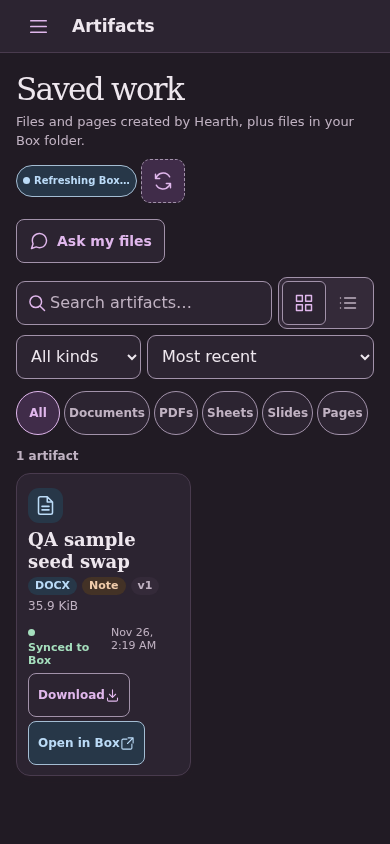 Artifacts
Saved work
Files and pages created by Hearth, plus files in your
Box folder.
Refreshing Box…
Ask my files
Search artifacts…
All kinds
Most recent
All
Documents
PDFs
Sheets
Slides
Pages
1 artifact
QA sample
seed swap
DOCX
Note
v1
35.9 KiB
Synced to
Box
Nov 26,
2:19 AM
Download
Open in Box